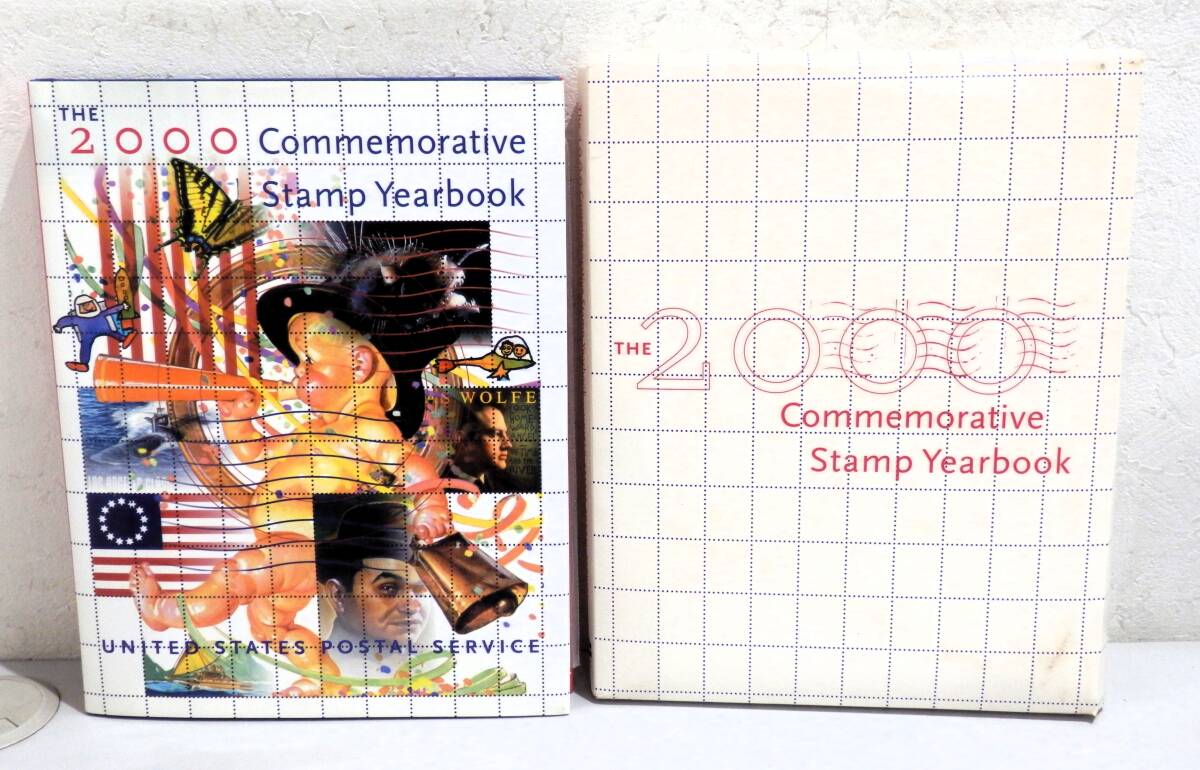 THE
2000 Commemorative
Stamp Yearbook
WOLFE
UNITED STATES POSTAL SERVICE
THE 2000
Commemorative
Stamp Yearbook